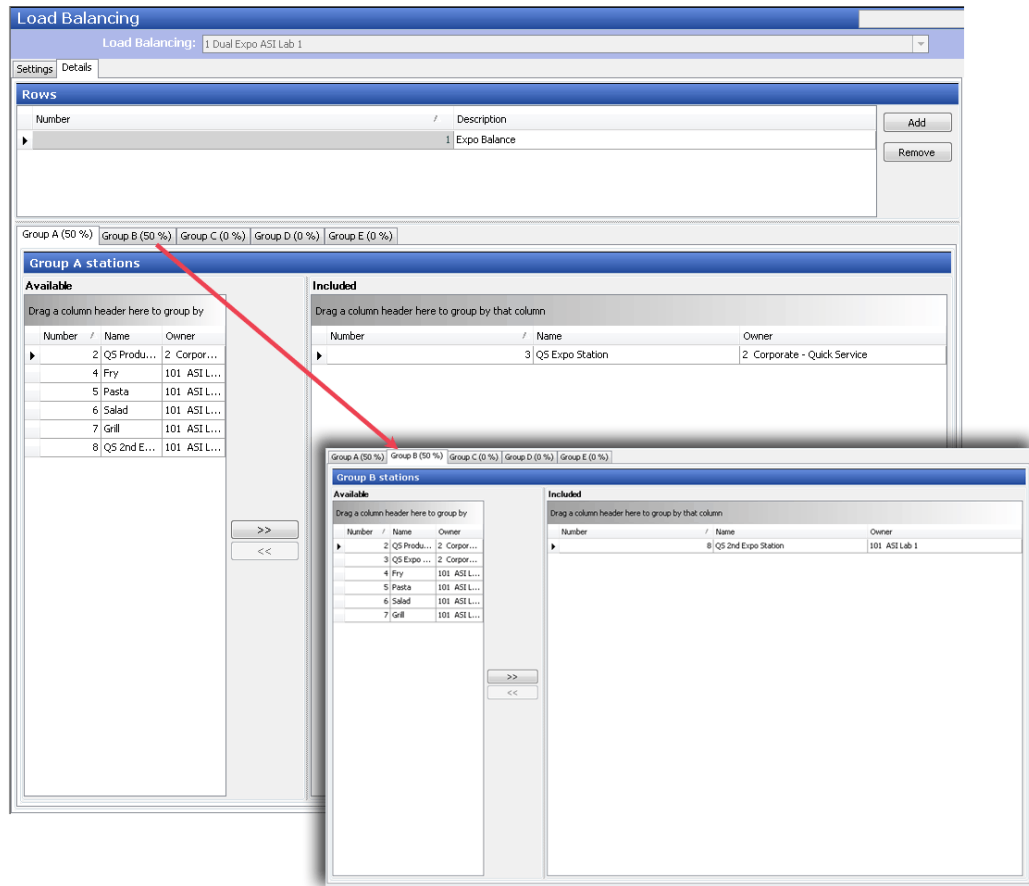 Load Balancing
Load Balancing: 1 Dual Expo ASI Lab 1
Settings Details
Rows
Number / Description
1 Expo Balance
Add
Remove
Group A (50 %) Group B (50 %) Group C (0 %) Group D (0 %) Group E (0 %)
Group A stations
Available Included
Drag a column header here to group by Drag a column header here to group by that column
Number / Name Owner Number / Name Owner
2 QS Produ... 2 Corpor... 3 QS Expo Station 2 Corporate - Quick Service
4 Fry 101 ASI L...
5 Pasta 101 ASI L...
6 Salad 101 ASI L...
7 Grill 101 ASI L...
8 QS 2nd E... 101 ASI L...
>>
<<
Group A (50 %) Group B (50 %) Group C (0 %) Group D (0 %) Group E (0 %)
Group B stations
Available Included
Drag a column header here to group by Drag a column header here to group by that column
Number / Name Owner Number / Name Owner
2 QS Produ... 2 Corpor... 8 QS 2nd Expo Station 101 ASI Lab 1
3 QS Expo ... 2 Corpor...
4 Fry 101 ASI L...
5 Pasta 101 ASI L...
6 Salad 101 ASI L...
7 Grill 101 ASI L...
>>
<<